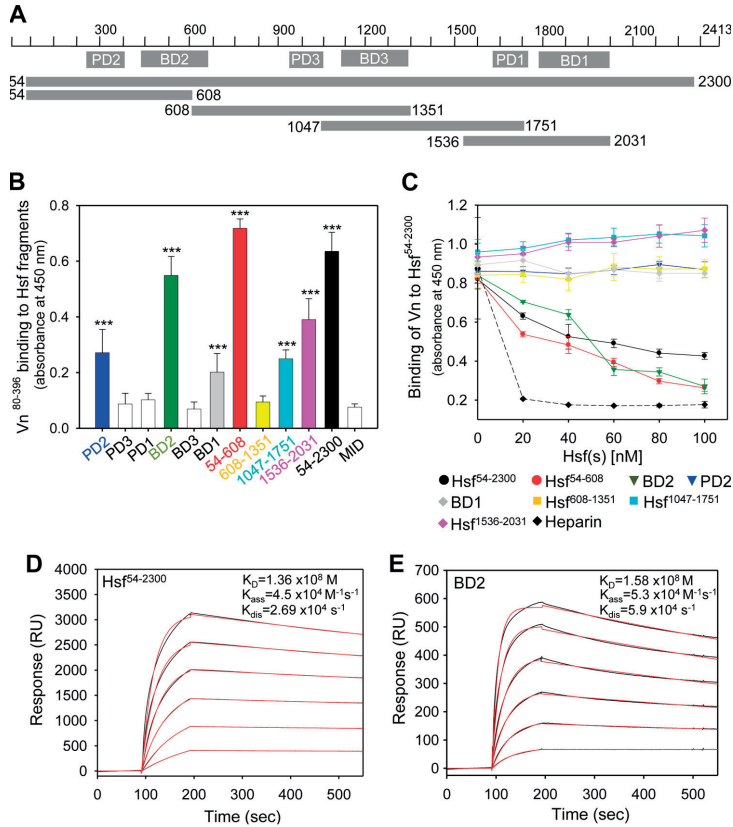 A
300 600 900 1200 1500 1800 2100 2413
PD2 BD2 PD3 BD3 PD1 BD1
54 2300
54 608
608 1351
1047 1751
1536 2031
B
Vn80-396 binding to Hsf fragments
(absorbance at 450 nm)
0.8
0.6
0.4
0.2
0.0
*** *** *** *** *** *** ***
PD2 PD3 PD1 BD2 BD3 BD1 54-608 608-1351 1047-1751 1536-2031 54-2300 MID
C
Binding of Vn to Hsf54-2300
(absorbance at 450 nm)
1.2
1.0
0.8
0.6
0.4
0.2
0 20 40 60 80 100
Hsf(s) [nM]
Hsf54-2300 Hsf54-608 BD2 PD2
BD1 Hsf608-1351 Hsf1047-1751
Hsf1536-2031 Heparin
D
Hsf54-2300
KD=1.36 x108 M
Kass=4.5 x104 M-1s-1
Kdis=2.69 x104 s-1
Response (RU)
4000
3500
3000
2500
2000
1500
1000
500
0
0 100 200 300 400 500
Time (sec)
E
BD2
KD=1.58 x108 M
Kass=5.3 x104 M-1s-1
Kdis=5.9 x104 s-1
Response (RU)
700
600
500
400
300
200
100
0
0 100 200 300 400 500
Time (sec)